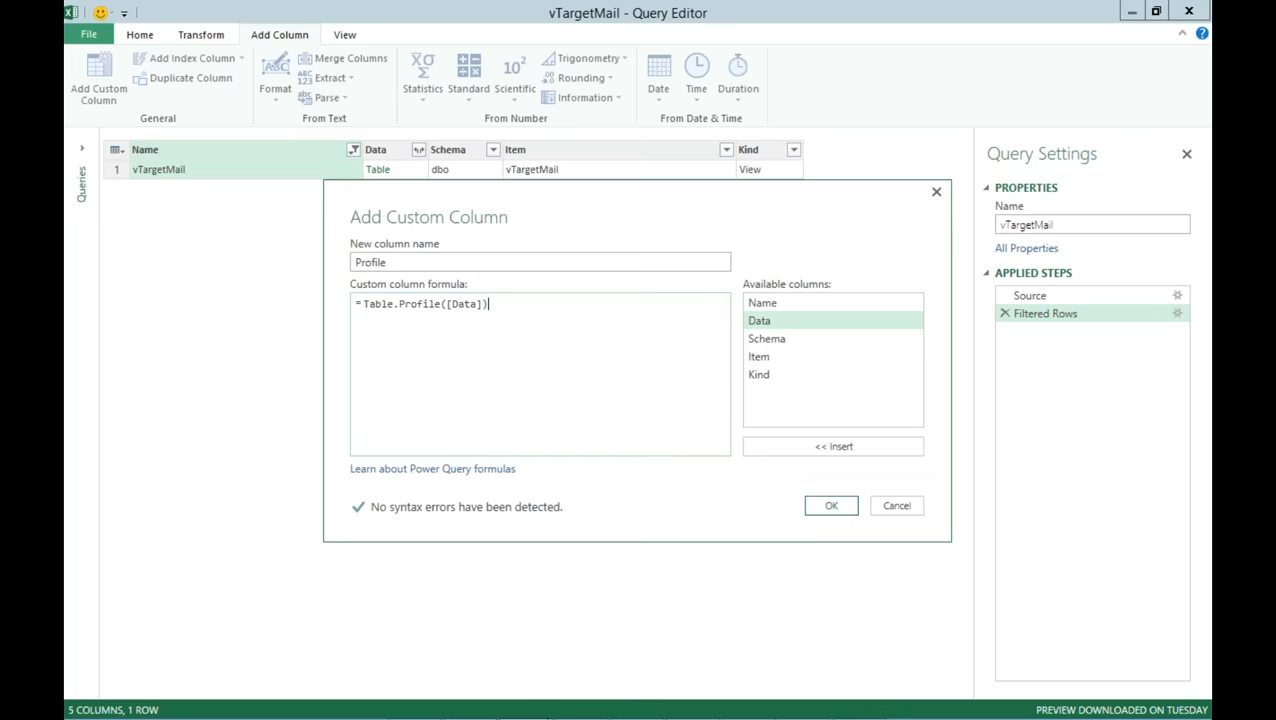 vTargetMail - Query Editor
File Home Transform Add Column View
Add Custom Column
Add Index Column
Duplicate Column
General
Format
Merge Columns
Extract
Parse
From Text
Statistics
Standard
Scientific
Trigonometry
Rounding
Information
From Number
Date
Time
Duration
From Date & Time
Queries
Name Data Schema Item Kind
1 vTargetMail Table dbo vTargetMail View
Add Custom Column
New column name
Profile
Custom column formula:
=Table.Profile([Data])
Available columns:
Name
Data
Schema
Item
Kind
<< Insert
Learn about Power Query formulas
No syntax errors have been detected.
OK
Cancel
Query Settings
PROPERTIES
Name
vTargetMail
All Properties
APPLIED STEPS
Source
Filtered Rows
5 COLUMNS, 1 ROW
PREVIEW DOWNLOADED ON TUESDAY